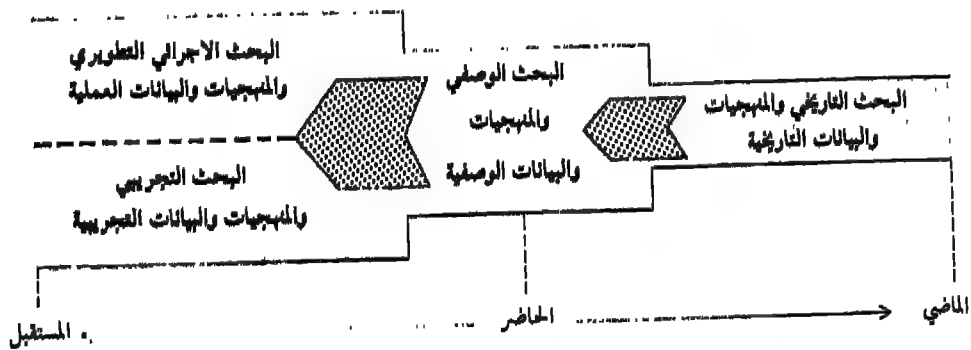 البحث التاريخي والمنهجيات
والبيانات التاريخية
البحث الوصفي
والمنهجيات
والبيانات الوصفية
البحث الاجرائي التطويري
والمنهجيات والبيانات العملية
البحث التجريبي
والمنهجيات والبيانات التجريبية
الماضي
الحاضر
المستقبل